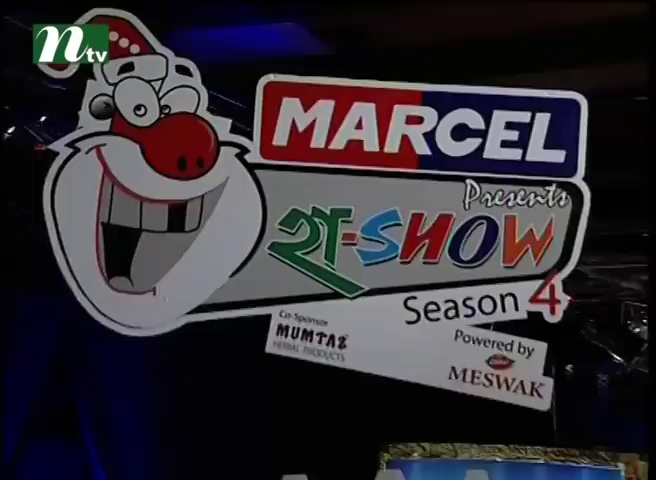 ntv
MARCEL
Presents
হা-SHOW
Season 4
Co-Sponsor
MUMTAZ
HERBAL PRODUCTS
Powered by
MESWAK